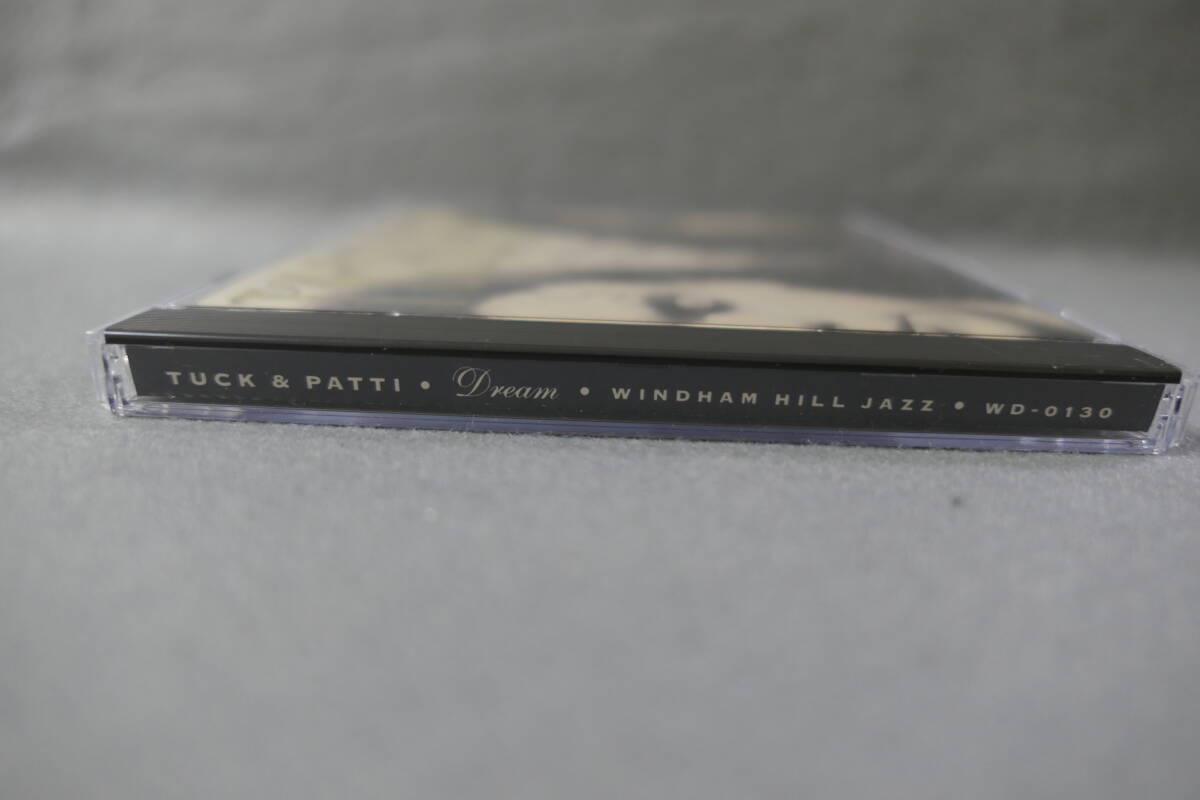 TUCK & PATTI • Dream • WINDHAM HILL JAZZ • WD-0130